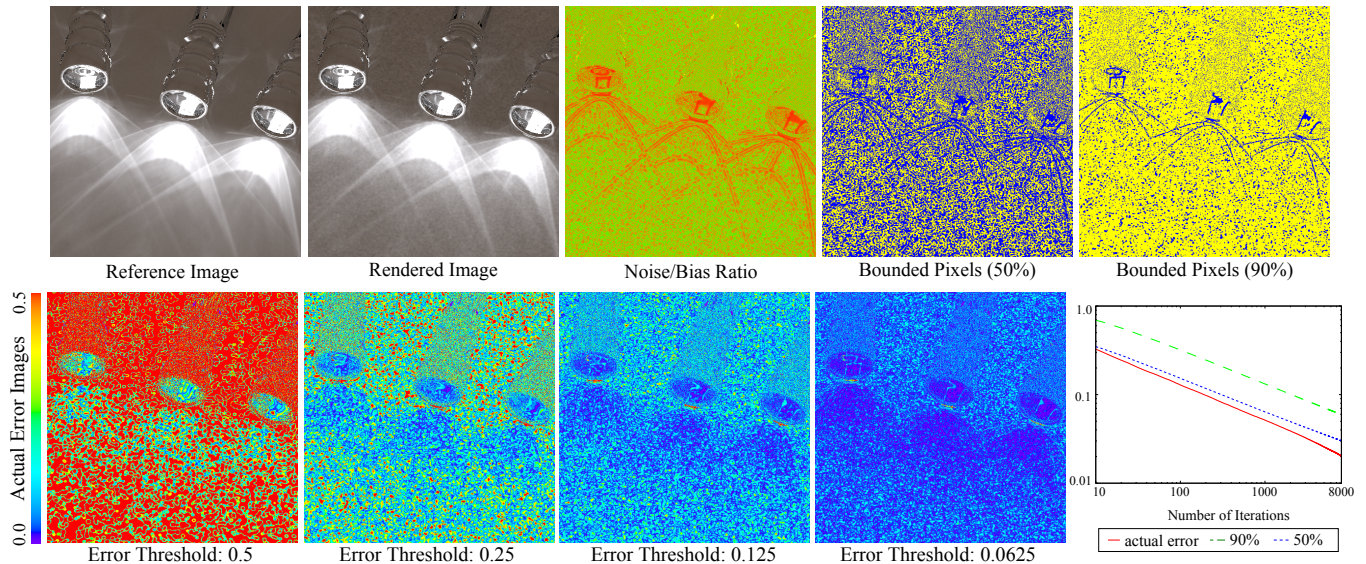 Reference Image
Rendered Image
Noise/Bias Ratio
Bounded Pixels (50%)
Bounded Pixels (90%)
Actual Error Images
0.5
0.0
Error Threshold: 0.5
Error Threshold: 0.25
Error Threshold: 0.125
Error Threshold: 0.0625
1.0
0.1
0.01
10
100
1000
8000
Number of Iterations
actual error
90%
50%